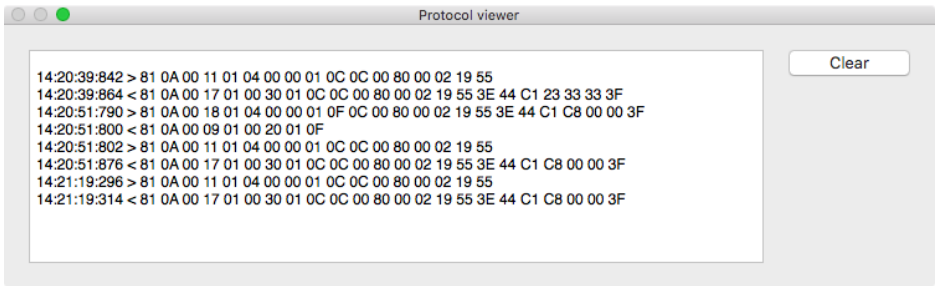 Protocol viewer
Clear
14:20:39:842 > 81 0A 00 11 01 04 00 00 01 0C 0C 00 80 00 02 19 55
14:20:39:864 < 81 0A 00 17 01 00 30 01 0C 0C 00 80 00 02 19 55 3E 44 C1 23 33 33 3F
14:20:51:790 > 81 0A 00 18 01 04 00 00 01 0F 0C 00 80 00 02 19 55 3E 44 C1 C8 00 00 3F
14:20:51:800 < 81 0A 00 09 01 00 20 01 0F
14:20:51:802 > 81 0A 00 11 01 04 00 00 01 0C 0C 00 80 00 02 19 55
14:20:51:876 < 81 0A 00 17 01 00 30 01 0C 0C 00 80 00 02 19 55 3E 44 C1 C8 00 00 3F
14:21:19:296 > 81 0A 00 11 01 04 00 00 01 0C 0C 00 80 00 02 19 55
14:21:19:314 < 81 0A 00 17 01 00 30 01 0C 0C 00 80 00 02 19 55 3E 44 C1 C8 00 00 3F